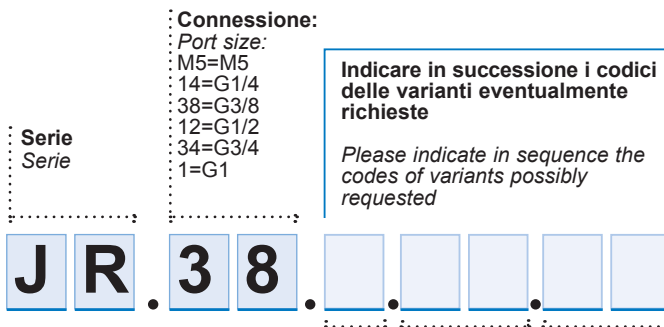 Connessione:
Port size:
M5=M5
14=G1/4
38=G3/8
12=G1/2
34=G3/4
1=G1
Serie
Serie
Indicare in successione i codici
delle varianti eventualmente
richieste
Please indicate in sequence the
codes of variants possibly
requested
JR.38. . .